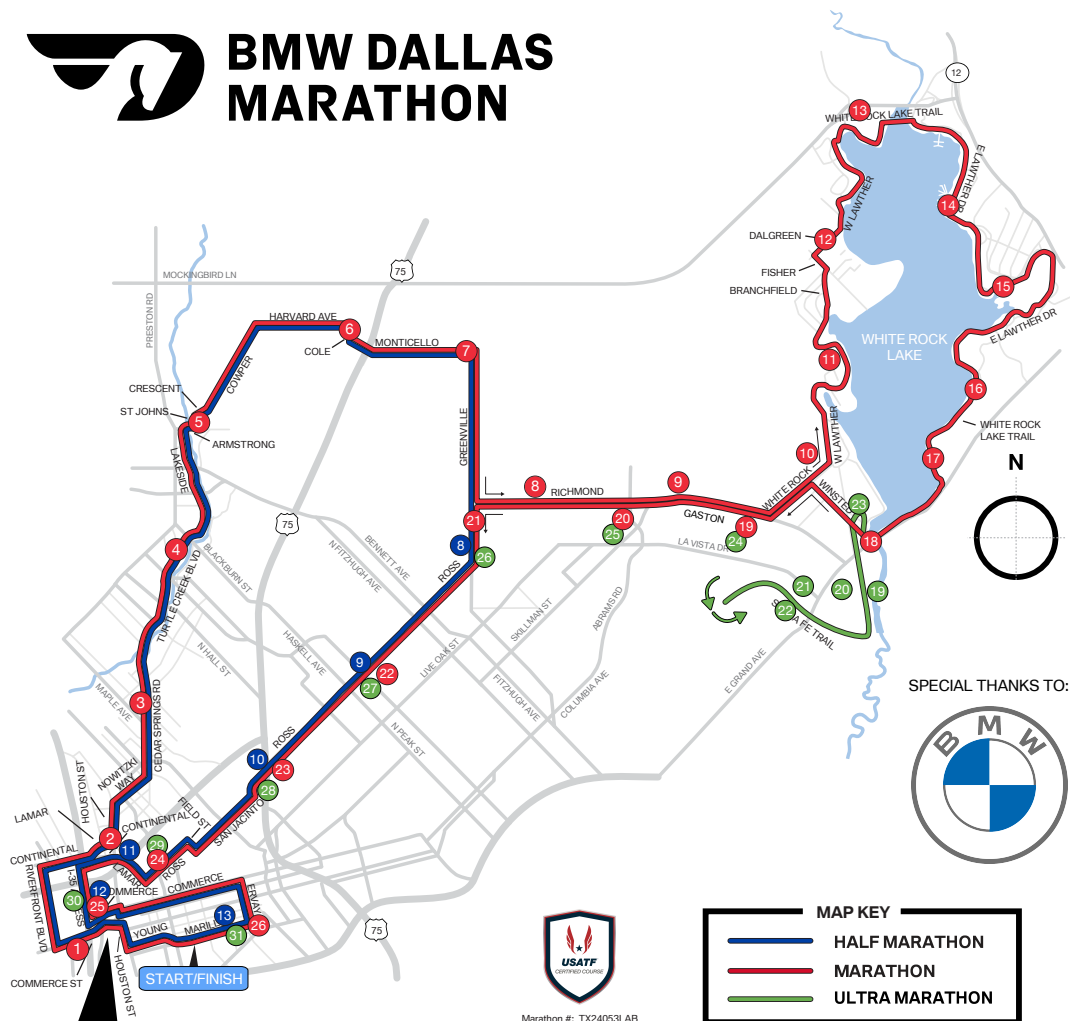 BMW DALLAS
MARATHON
12
13
WHITE ROCK LAKE TRAIL
E LAWTHER DR
14
W LAWTHER
DALGREEN
12
75
MOCKINGBIRD LN
FISHER
BRANCHFIELD
15
PRESTON RD
HARVARD AVE
6
E LAWTHER DR
COLE
MONTICELLO
7
WHITE ROCK
LAKE
11
CRESCENT
COWPER
16
ST JOHNS
5
ARMSTRONG
GREENVILLE
W LAWTHER
WHITE ROCK
LAKE TRAIL
LAKESIDE
10
17
N
8
RICHMOND
9
WHITE ROCK
WINSTED
GASTON
23
75
21
20
19
25
24
18
4
8
26
LA VISTA DR
BLACKBURN ST
BENNETT AVE
N FITZHUGH AVE
ROSS
TURTLE CREEK BLVD
21
20
19
22
SKILLMAN ST
ABRAMS RD
SANTA FE TRAIL
N HALL ST
HASKELL AVE
LIVE OAK ST
9
22
27
E GRAND AVE
FITZHUGH AVE
COLUMBIA AVE
MAPLE AVE
3
CEDAR SPRINGS RD
SPECIAL THANKS TO:
BMW
N PEAK ST
ROSS
10
23
28
NOWITZKI
WAY
HOUSTON ST
LAMAR
FIELD ST
SAN JACINTO
CONTINENTAL
2
CONTINENTAL
11
29
24
LAMAR
ROSS
RIVERFRONT BLVD
I-35
12
COMMERCE
COMMERCE
ERVAY
30
25
13
26
31
YOUNG
1
COMMERCE ST
HOUSTON ST
START/FINISH
75
USATF
CERTIFIED COURSE
Marathon #: TX24053LAB
MAP KEY
HALF MARATHON
MARATHON
ULTRA MARATHON